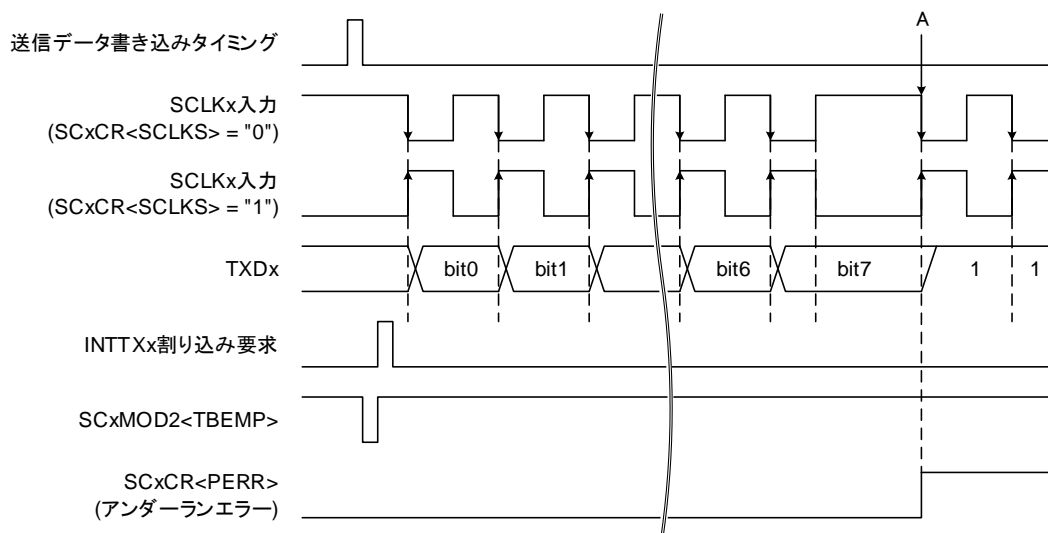 A
送信データ書き込みタイミング
SCLKx入力
(SCxCR<SCLKS> = "0")
SCLKx入力
(SCxCR<SCLKS> = "1")
TXDx
bit0
bit1
bit6
bit7
1
1
INTTXx割り込み要求
SCxMOD2<TBEMP>
SCxCR<PERR>
(アンダーランエラー)